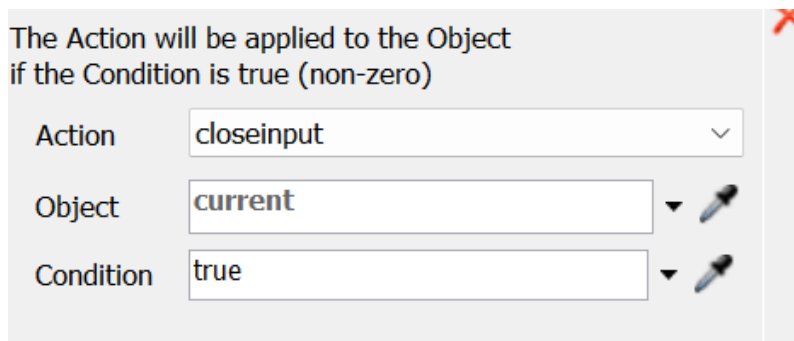 The Action will be applied to the Object
if the Condition is true (non-zero)
Action closeinput
Object current
Condition true